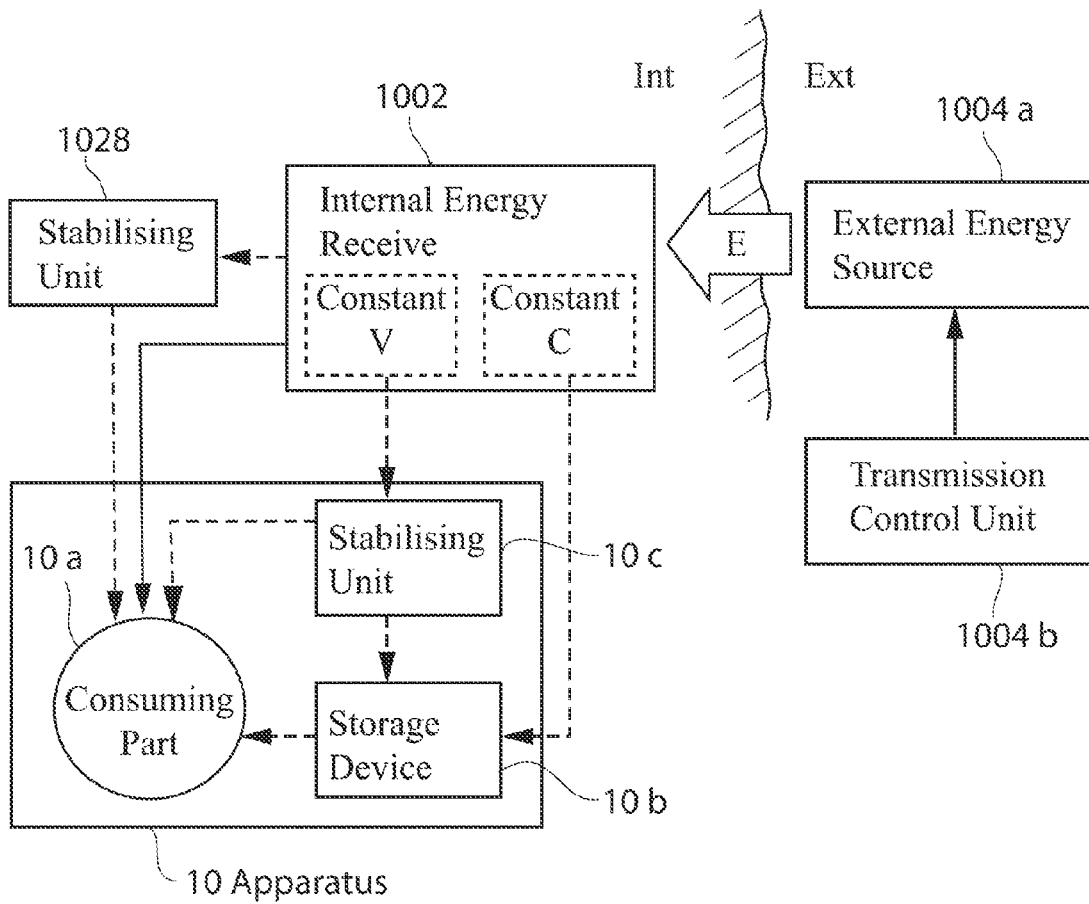 Int
Ext
1002
1004 a
1028
Stabilising
Unit
Internal Energy
Receive
Constant
V
Constant
C
E
External Energy
Source
Transmission
Control Unit
1004 b
10 a
Stabilising
Unit
10 c
Consuming
Part
Storage
Device
10 b
10 Apparatus